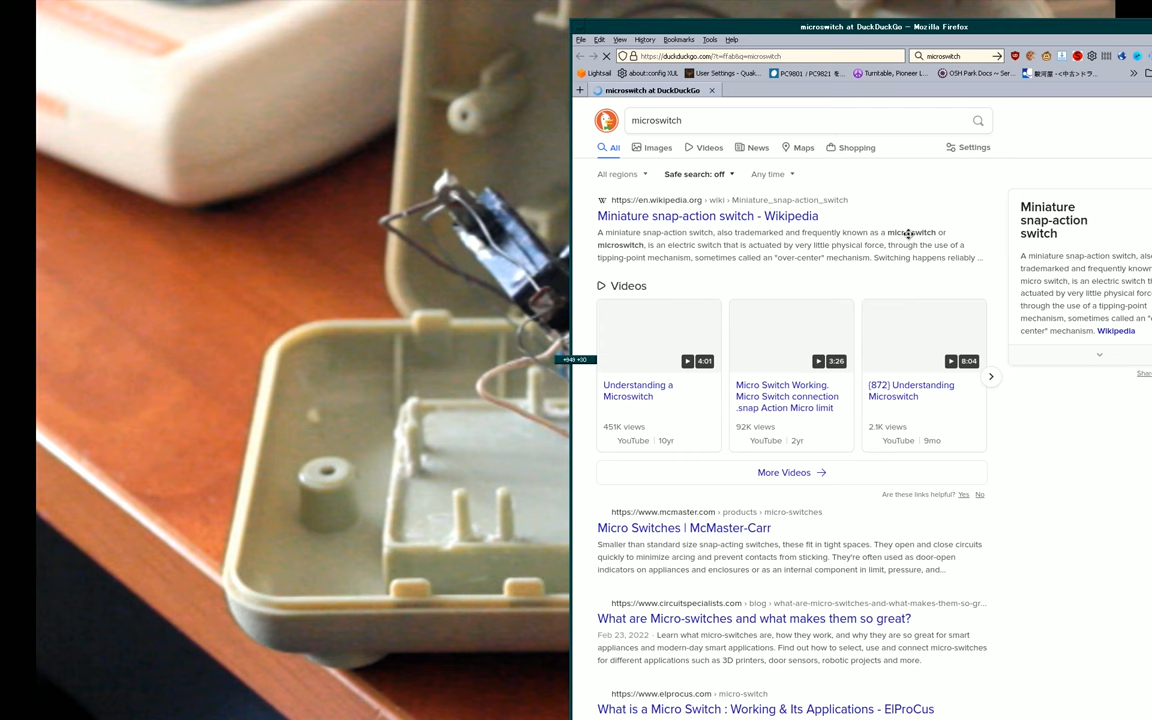 microswitch at DuckDuckGo — Mozilla Firefox
File Edit View History Bookmarks Tools Help
https://duckduckgo.com/?t=ffab&q=microswitch
microswitch
Lightsail about:config XUL User Settings - Quak... PC9801 / PC9821 を... Turntable, Pioneer L... OSH Park Docs ~ Ser... 駿河屋 -<中古>ドラ...
microswitch at DuckDuckGo
microswitch
All Images Videos News Maps Shopping Settings
All regions Safe search: off Any time
https://en.wikipedia.org › wiki › Miniature_snap-action_switch
Miniature snap-action switch - Wikipedia
A miniature snap-action switch, also trademarked and frequently known as a microswitch or
microswitch, is an electric switch that is actuated by very little physical force, through the use of a
tipping-point mechanism, sometimes called an "over-center" mechanism. Switching happens reliably ...
Videos
4:01
3:26
8:04
Understanding a
Microswitch
451K views
YouTube 10yr
Micro Switch Working.
Micro Switch connection
.snap Action Micro limit
92K views
YouTube 2yr
{872} Understanding
Microswitch
2.1K views
YouTube 9mo
More Videos
Are these links helpful? Yes No
https://www.mcmaster.com › products › micro-switches
Micro Switches | McMaster-Carr
Smaller than standard size snap-acting switches, these fit in tight spaces. They open and close circuits
quickly to minimize arcing and prevent contacts from sticking. They're often used as door-open
indicators on appliances and enclosures or as an internal component in limit, pressure, and...
https://www.circuitspecialists.com › blog › what-are-micro-switches-and-what-makes-them-so-gr...
What are Micro-switches and what makes them so great?
Feb 23, 2022 · Learn what micro-switches are, how they work, and why they are so great for smart
appliances and modern-day smart applications. Find out how to select, use and connect micro-switches
for different applications such as 3D printers, door sensors, robotic projects and more.
https://www.elprocus.com › micro-switch
What is a Micro Switch : Working & Its Applications - ElProCus
Miniature
snap-action
switch
A miniature snap-action switch, als
trademarked and frequently known
micro switch, is an electric switch t
actuated by very little physical forc
through the use of a tipping-point
mechanism, sometimes called an "o
center" mechanism. Wikipedia
Share
+949 +30